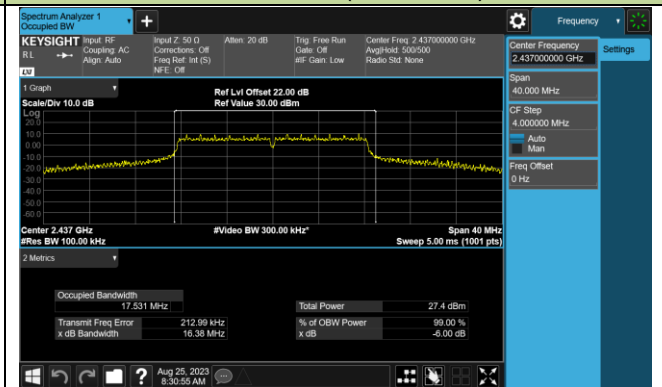 Spectrum Analyzer 1
Occupied BW
+
Frequency
KEYSIGHT
RL
LXI
Input: RF
Coupling: AC
Align: Auto
Input Z: 50 Ω
Corrections: Off
Freq Ref: Int (S)
NFE: Off
Atten: 20 dB
Trig: Free Run
Gate: Off
#IF Gain: Low
Center Freq: 2.437000000 GHz
Avg|Hold: 500/500
Radio Std: None
Center Frequency
2.437000000 GHz
Settings
Span
40.000 MHz
CF Step
4.000000 MHz
Auto
Man
Freq Offset
0 Hz
1 Graph
Scale/Div 10.0 dB
Ref Lvl Offset 22.00 dB
Ref Value 30.00 dBm
Log
20.0
10.0
0.00
-10.0
-20.0
-30.0
-40.0
-50.0
-60.0
Center 2.437 GHz
#Video BW 300.00 kHz*
Span 40 MHz
#Res BW 100.00 kHz
Sweep 5.00 ms (1001 pts)
2 Metrics
Occupied Bandwidth
17.531 MHz
Total Power 27.4 dBm
Transmit Freq Error 212.99 kHz
% of OBW Power 99.00 %
x dB Bandwidth 16.38 MHz
x dB -6.00 dB
?
Aug 25, 2023
8:30:55 AM